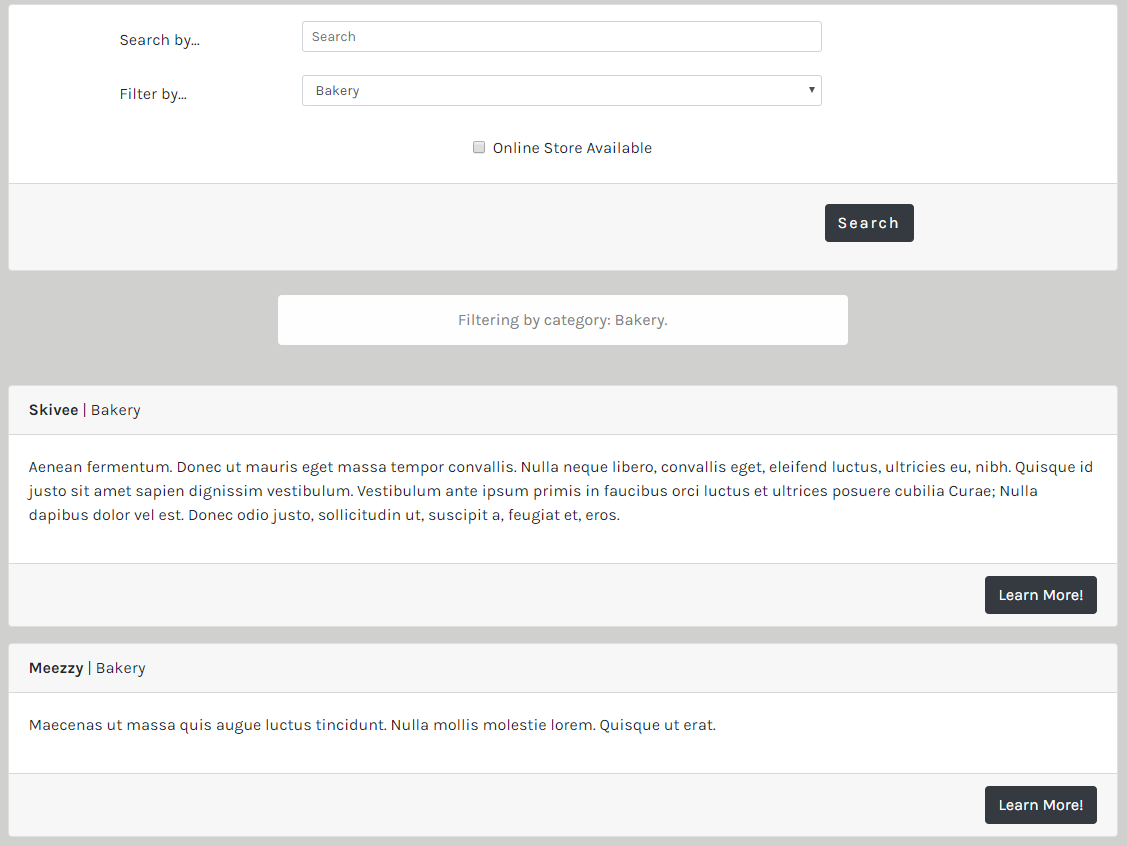 Search by...
Search
Filter by...
Bakery
Online Store Available
Search
Filtering by category: Bakery.
Skivee | Bakery
Aenean fermentum. Donec ut mauris eget massa tempor convallis. Nulla neque libero, convallis eget, eleifend luctus, ultricies eu, nibh. Quisque id
justo sit amet sapien dignissim vestibulum. Vestibulum ante ipsum primis in faucibus orci luctus et ultrices posuere cubilia Curae; Nulla
dapibus dolor vel est. Donec odio justo, sollicitudin ut, suscipit a, feugiat et, eros.
Learn More!
Meezzy | Bakery
Maecenas ut massa quis augue luctus tincidunt. Nulla mollis molestie lorem. Quisque ut erat.
Learn More!